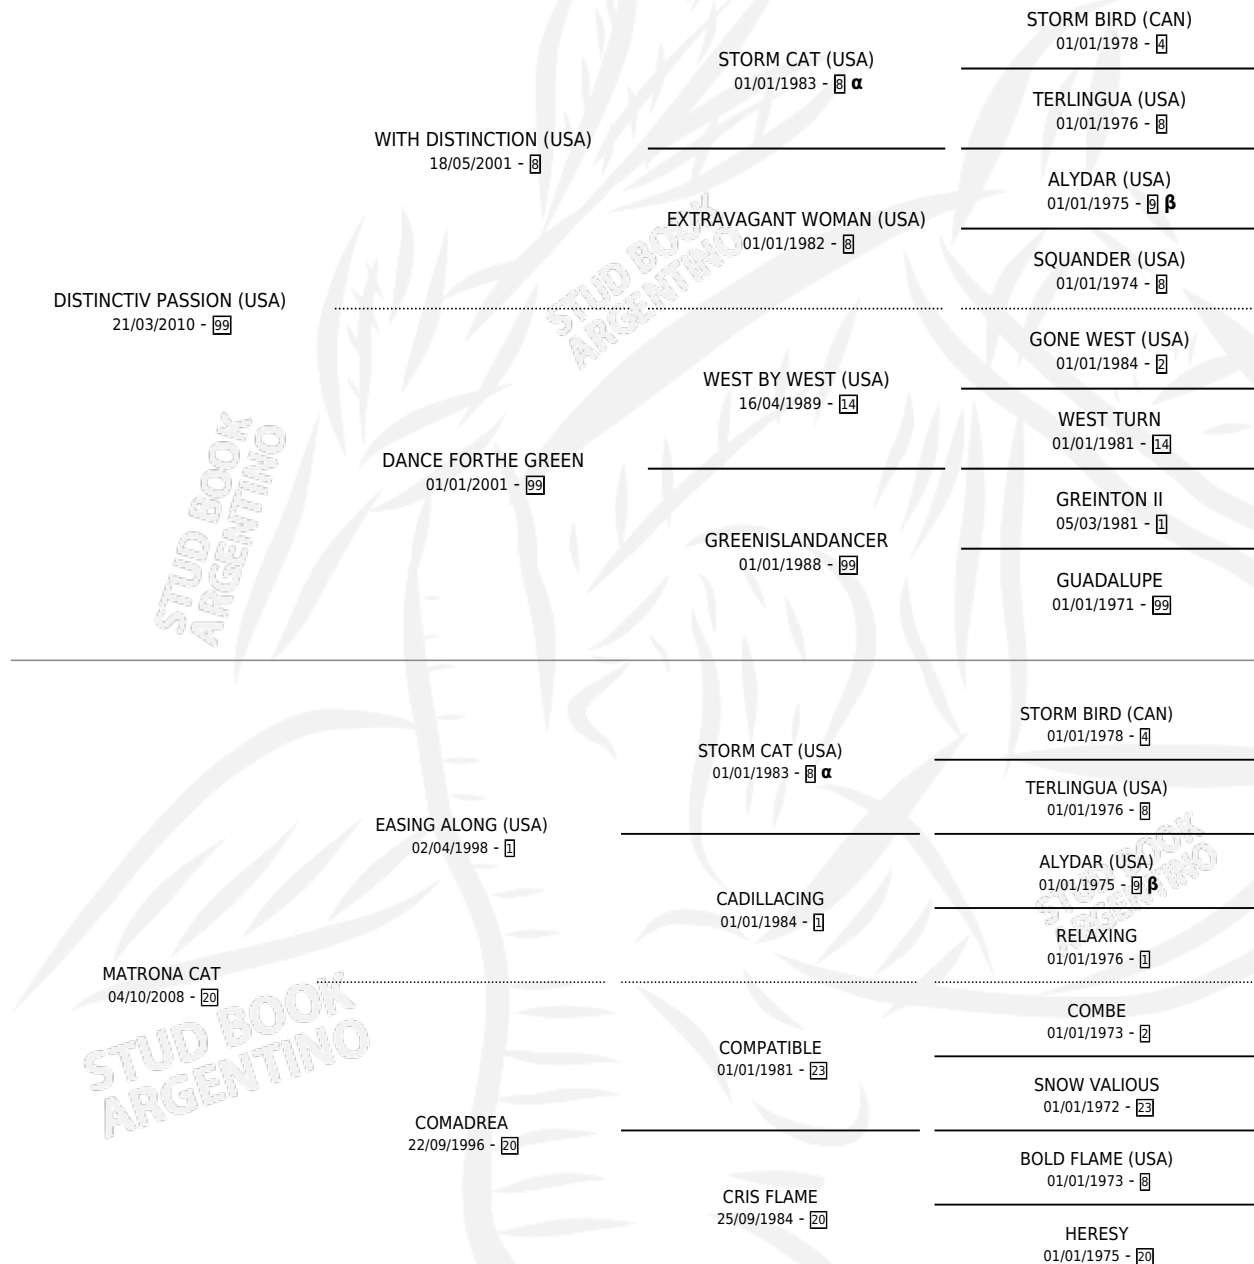 STORM BIRD (CAN)
01/01/1978 - 4
STORM CAT (USA)
01/01/1983 - 8 α
TERLINGUA (USA)
01/01/1976 - 8
WITH DISTINCTION (USA)
18/05/2001 - 8
ALYDAR (USA)
01/01/1975 - 9 β
EXTRAVAGANT WOMAN (USA)
01/01/1982 - 8
SQUANDER (USA)
01/01/1974 - 8
DISTINCTIV PASSION (USA)
21/03/2010 - 99
GONE WEST (USA)
01/01/1984 - 2
WEST BY WEST (USA)
16/04/1989 - 14
WEST TURN
01/01/1981 - 14
DANCE FORTHE GREEN
01/01/2001 - 99
GREINTON II
05/03/1981 - 1
GREENISLANDANCER
01/01/1988 - 99
GUADALUPE
01/01/1971 - 99
STORM BIRD (CAN)
01/01/1978 - 4
STORM CAT (USA)
01/01/1983 - 8 α
TERLINGUA (USA)
01/01/1976 - 8
EASING ALONG (USA)
02/04/1998 - 1
ALYDAR (USA)
01/01/1975 - 9 β
CADILLACING
01/01/1984 - 1
RELAXING
01/01/1976 - 1
MATRONA CAT
04/10/2008 - 20
COMBE
01/01/1973 - 2
COMPATIBLE
01/01/1981 - 23
SNOW VALIOUS
01/01/1972 - 23
COMADREA
22/09/1996 - 20
BOLD FLAME (USA)
01/01/1973 - 8
CRIS FLAME
25/09/1984 - 20
HERESY
01/01/1975 - 20
STUD BOOK
ARGENTINO
STUD BOOK
ARGENTINO
STUD BOOK
ARGENTINO
STUD BOOK
ARGENTINO